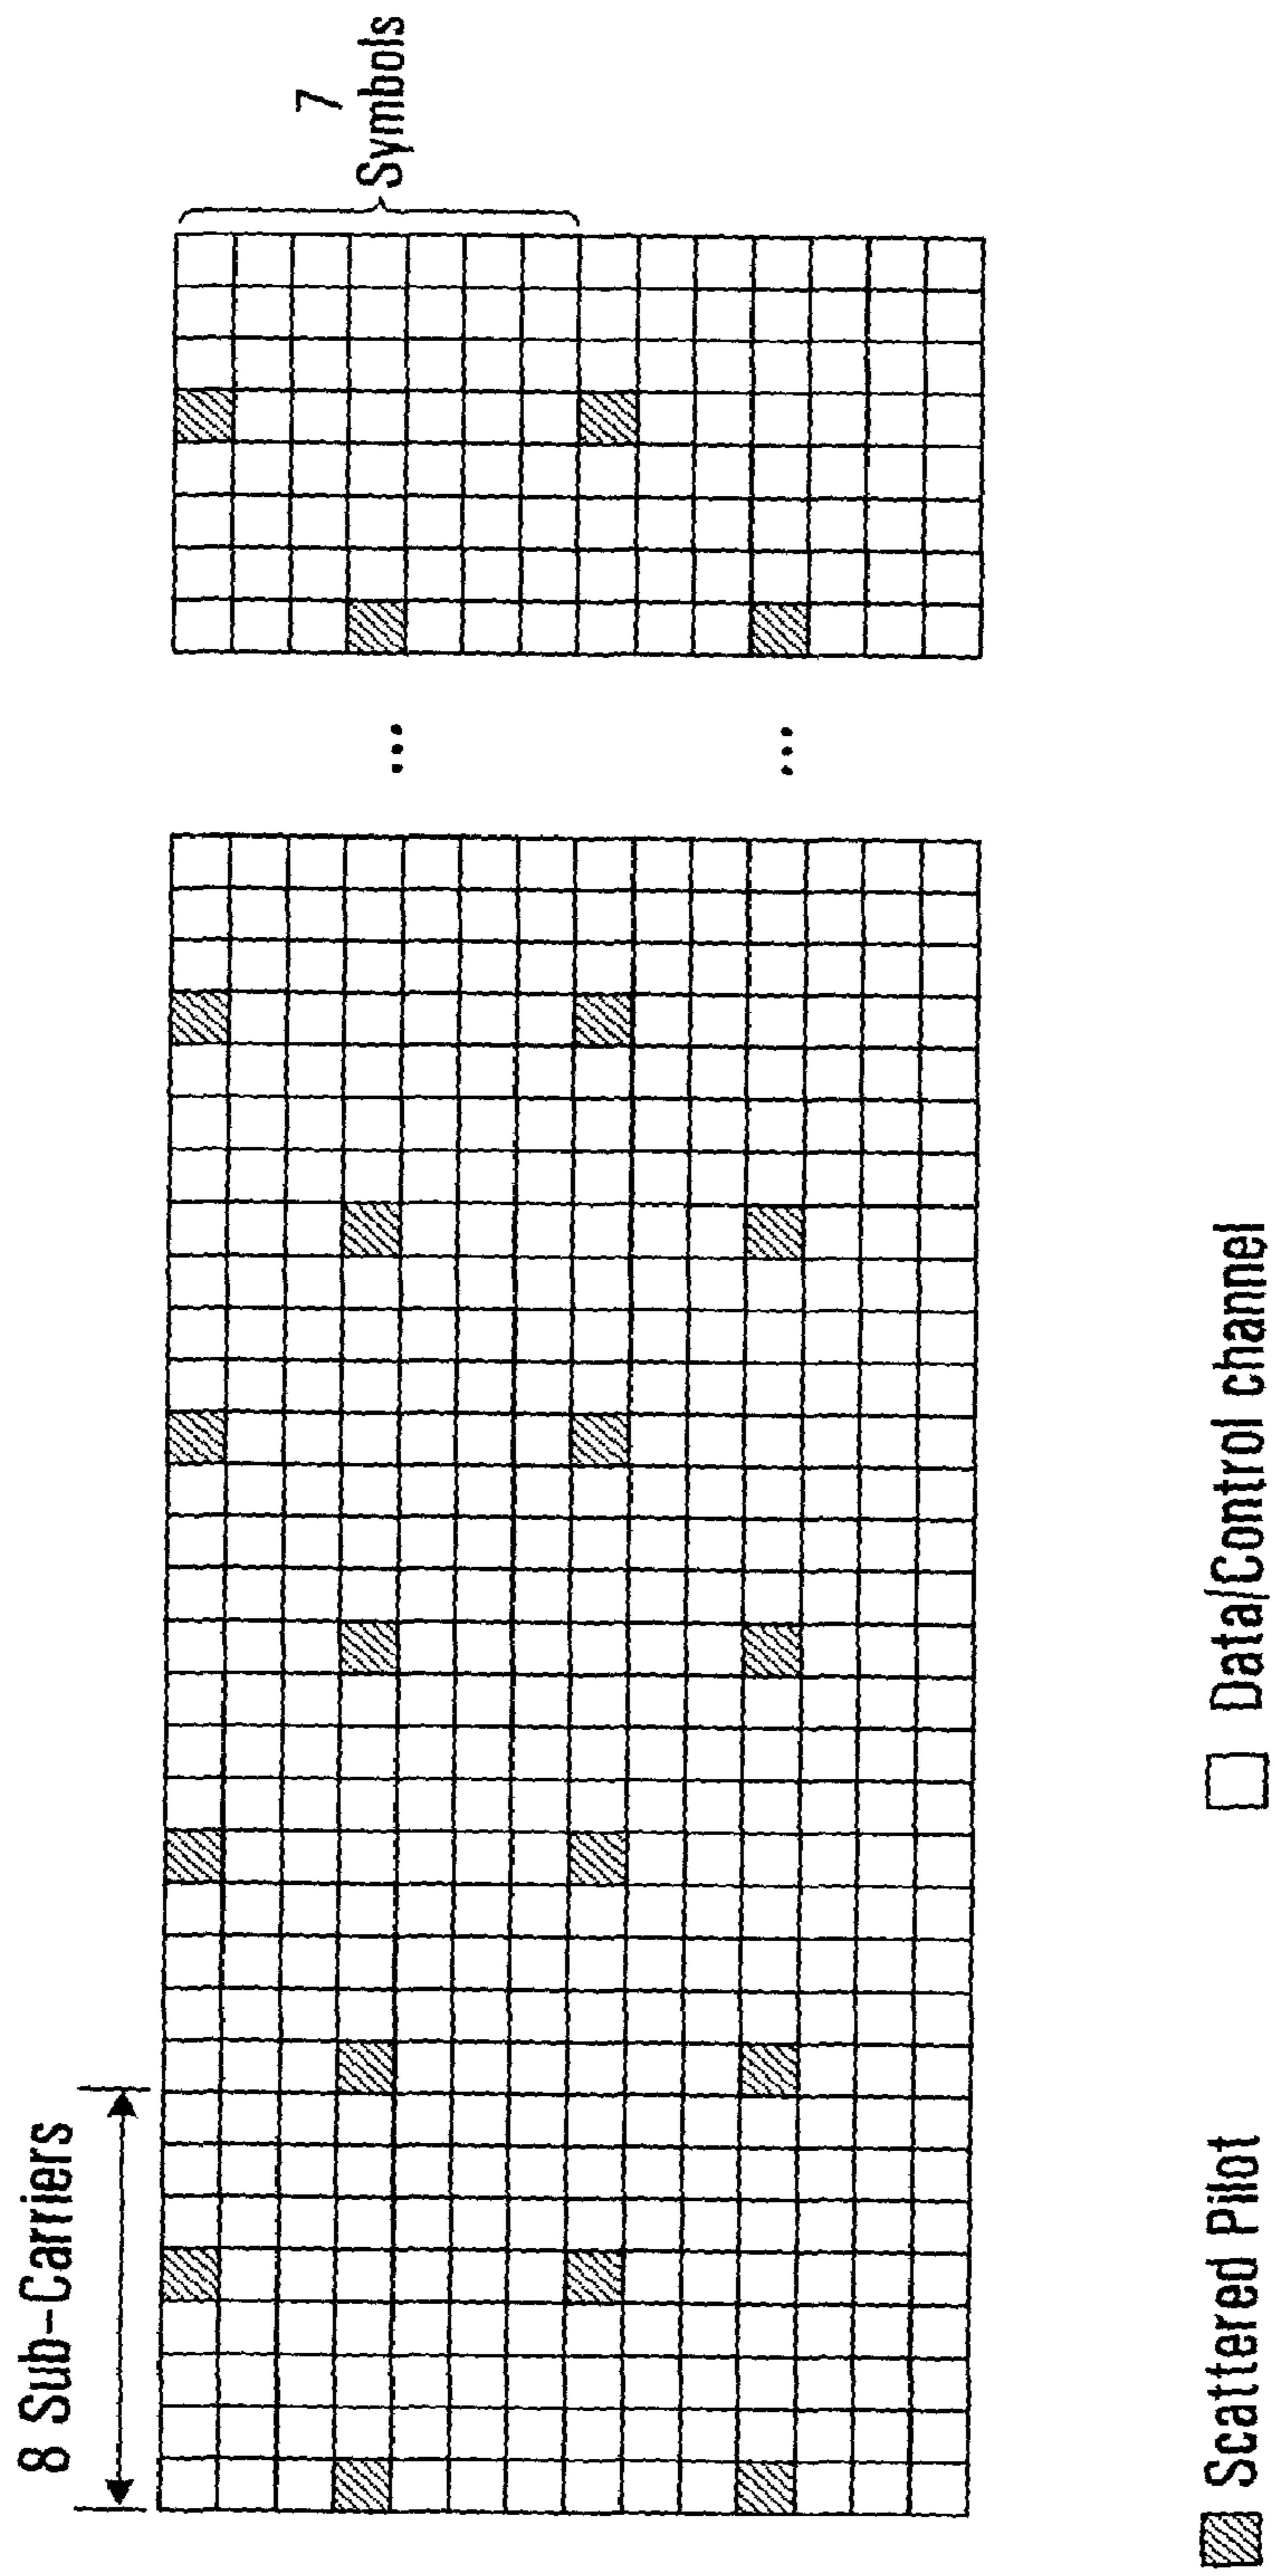 8 Sub-Carriers
7
Symbols
...
...
Scattered Pilot
Data/Control channel